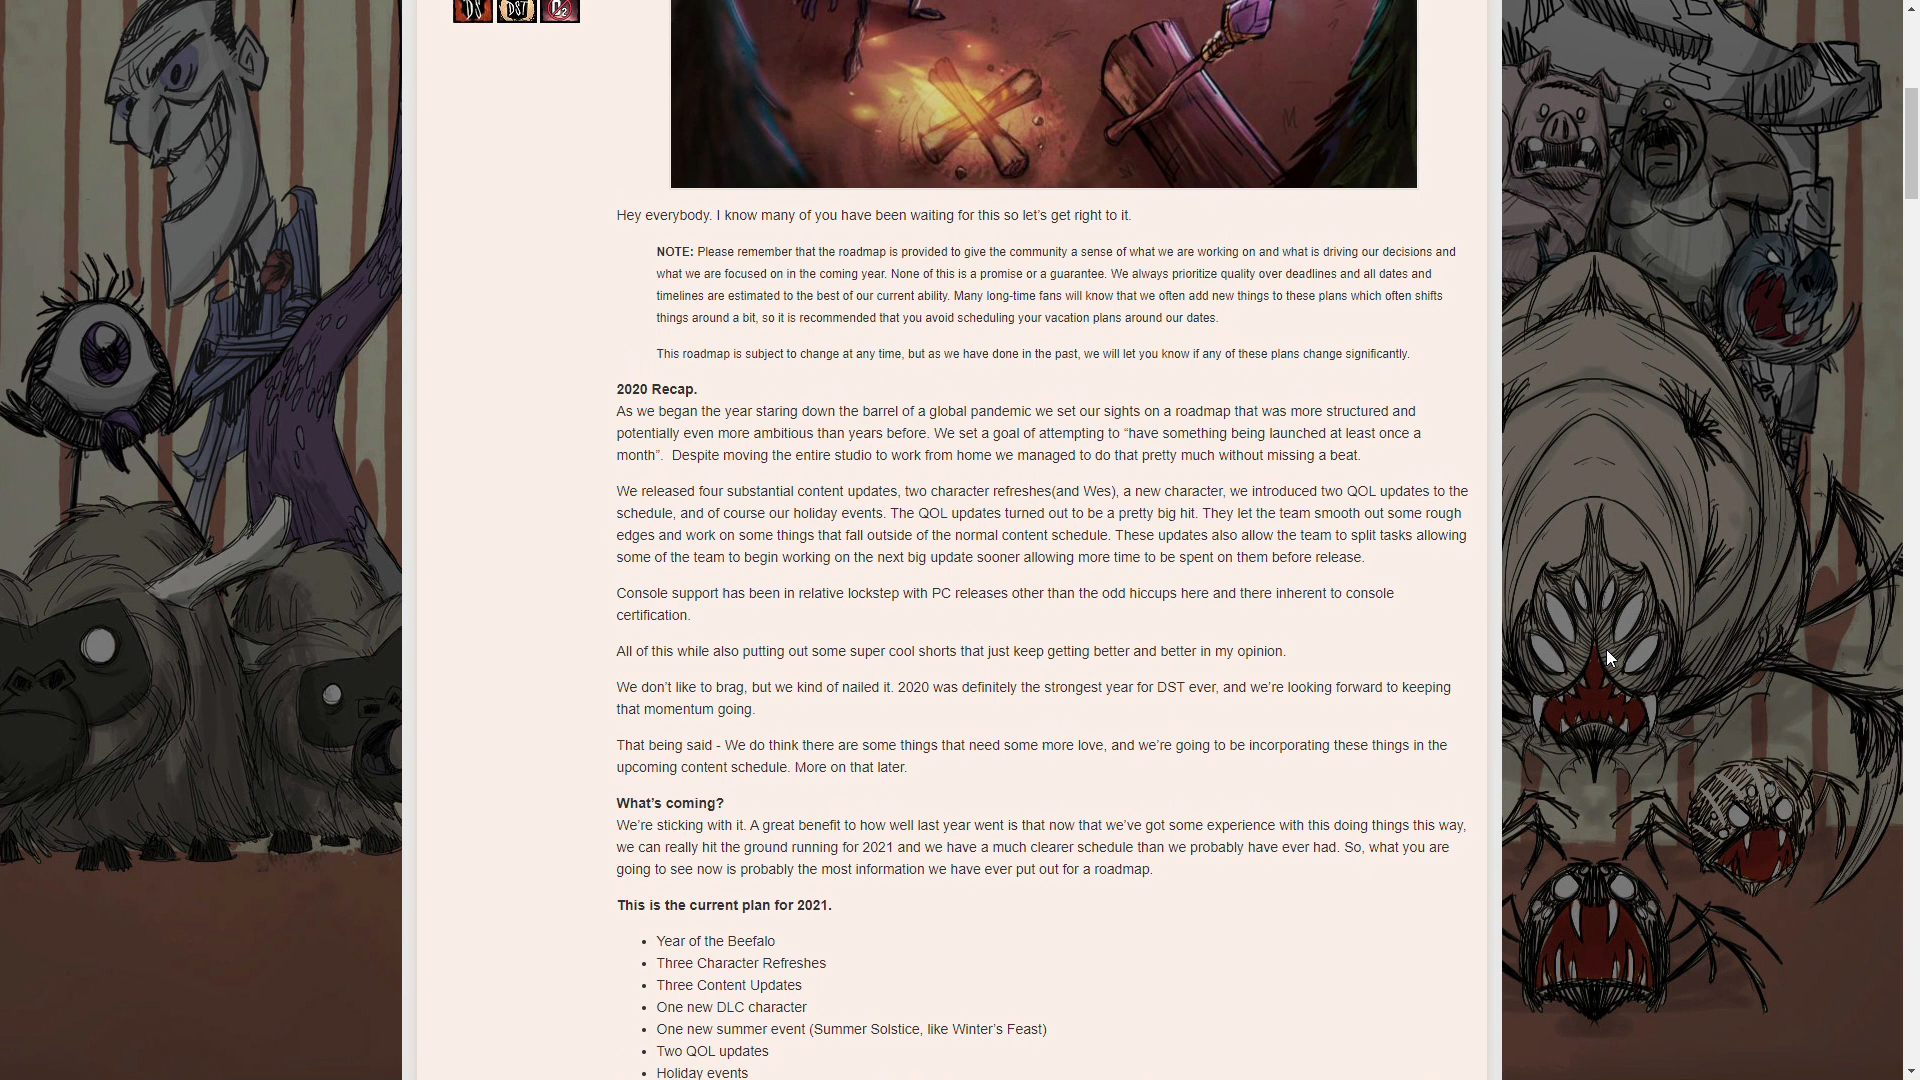 DS DST
Hey everybody. I know many of you have been waiting for this so let’s get right to it.
NOTE: Please remember that the roadmap is provided to give the community a sense of what we are working on and what is driving our decisions and
what we are focused on in the coming year. None of this is a promise or a guarantee. We always prioritize quality over deadlines and all dates and
timelines are estimated to the best of our current ability. Many long-time fans will know that we often add new things to these plans which often shifts
things around a bit, so it is recommended that you avoid scheduling your vacation plans around our dates.
This roadmap is subject to change at any time, but as we have done in the past, we will let you know if any of these plans change significantly.
2020 Recap.
As we began the year staring down the barrel of a global pandemic we set our sights on a roadmap that was more structured and
potentially even more ambitious than years before. We set a goal of attempting to “have something being launched at least once a
month”.  Despite moving the entire studio to work from home we managed to do that pretty much without missing a beat.
We released four substantial content updates, two character refreshes(and Wes), a new character, we introduced two QOL updates to the
schedule, and of course our holiday events. The QOL updates turned out to be a pretty big hit. They let the team smooth out some rough
edges and work on some things that fall outside of the normal content schedule. These updates also allow the team to split tasks allowing
some of the team to begin working on the next big update sooner allowing more time to be spent on them before release.
Console support has been in relative lockstep with PC releases other than the odd hiccups here and there inherent to console
certification.
All of this while also putting out some super cool shorts that just keep getting better and better in my opinion.
We don’t like to brag, but we kind of nailed it. 2020 was definitely the strongest year for DST ever, and we’re looking forward to keeping
that momentum going.
That being said - We do think there are some things that need some more love, and we’re going to be incorporating these things in the
upcoming content schedule. More on that later.
What’s coming?
We’re sticking with it. A great benefit to how well last year went is that now that we’ve got some experience with this doing things this way,
we can really hit the ground running for 2021 and we have a much clearer schedule than we probably have ever had. So, what you are
going to see now is probably the most information we have ever put out for a roadmap.
This is the current plan for 2021.
• Year of the Beefalo
• Three Character Refreshes
• Three Content Updates
• One new DLC character
• One new summer event (Summer Solstice, like Winter’s Feast)
• Two QOL updates
• Holiday events